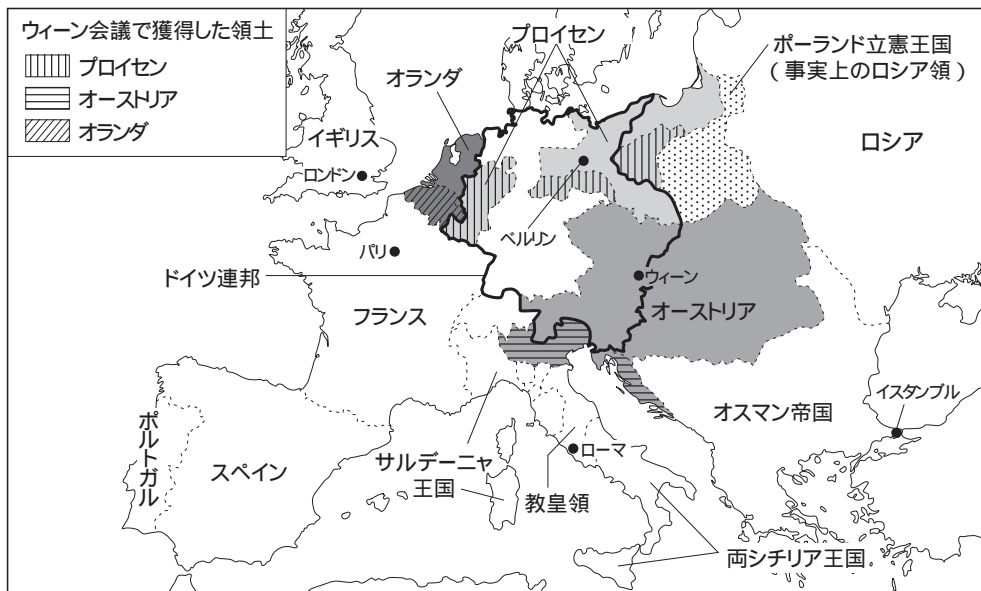 ウィーン会議で獲得した領土
プロイセン
オーストリア
オランダ
プロイセン
オランダ
ポーランド立憲王国
(事実上のロシア領)
イギリス
ロシア
ロンドン
ベルリン
パリ
ドイツ連邦
ウィーン
オーストリア
フランス
イスタンブル
オスマン帝国
ポルトガル
スペイン
サルデーニャ
王国
ローマ
教皇領
両シチリア王国